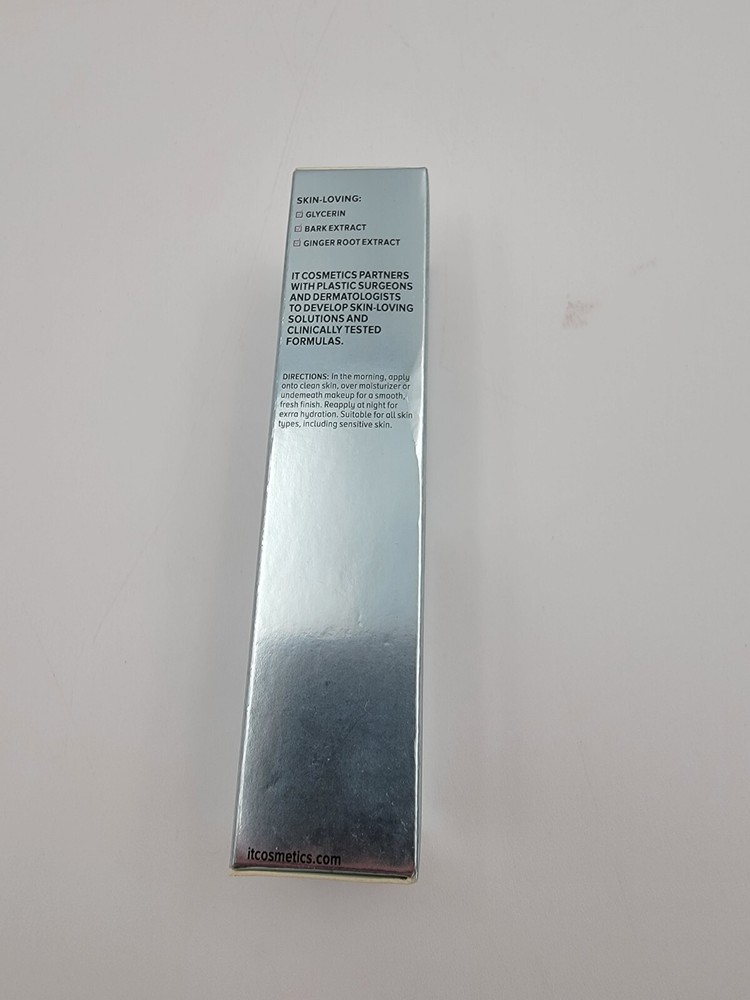 SKIN-LOVING:
☑ GLYCERIN
☑ BARK EXTRACT
☑ GINGER ROOT EXTRACT
IT COSMETICS PARTNERS
WITH PLASTIC SURGEONS
AND DERMATOLOGISTS
TO DEVELOP SKIN-LOVING
SOLUTIONS AND
CLINICALLY TESTED
FORMULAS.
DIRECTIONS: In the morning, apply
onto clean skin, over moisturizer or
underneath makeup for a smooth,
fresh finish. Reapply at night for
exrra hydration. Suitable for all skin
types, including sensitive skin.
itcosmetics.com